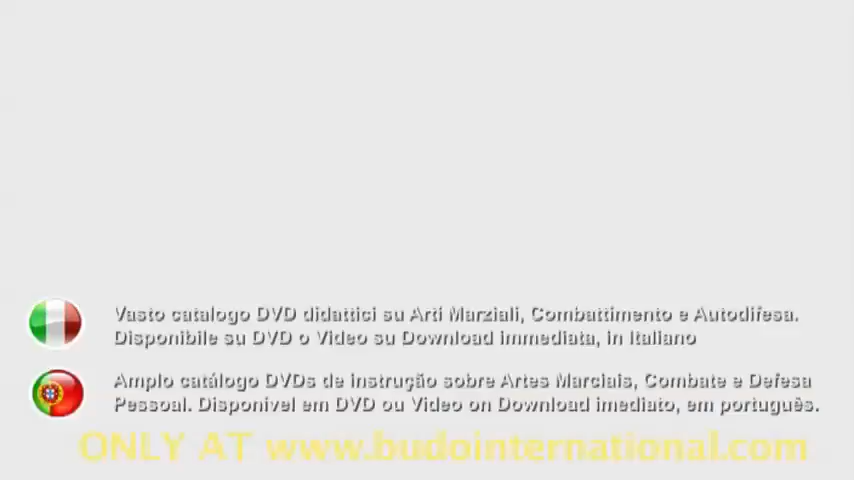 Vasto catalogo DVD didattici su Arti Marziali, Combattimento e Autodifesa.
Disponibile su DVD o Video su Download immediata, in Italiano
Amplo catálogo DVDs de instrução sobre Artes Marciais, Combate e Defesa
Pessoal. Disponivel em DVD ou Video on Download imediato, em português.
ONLY AT www.budointernational.com